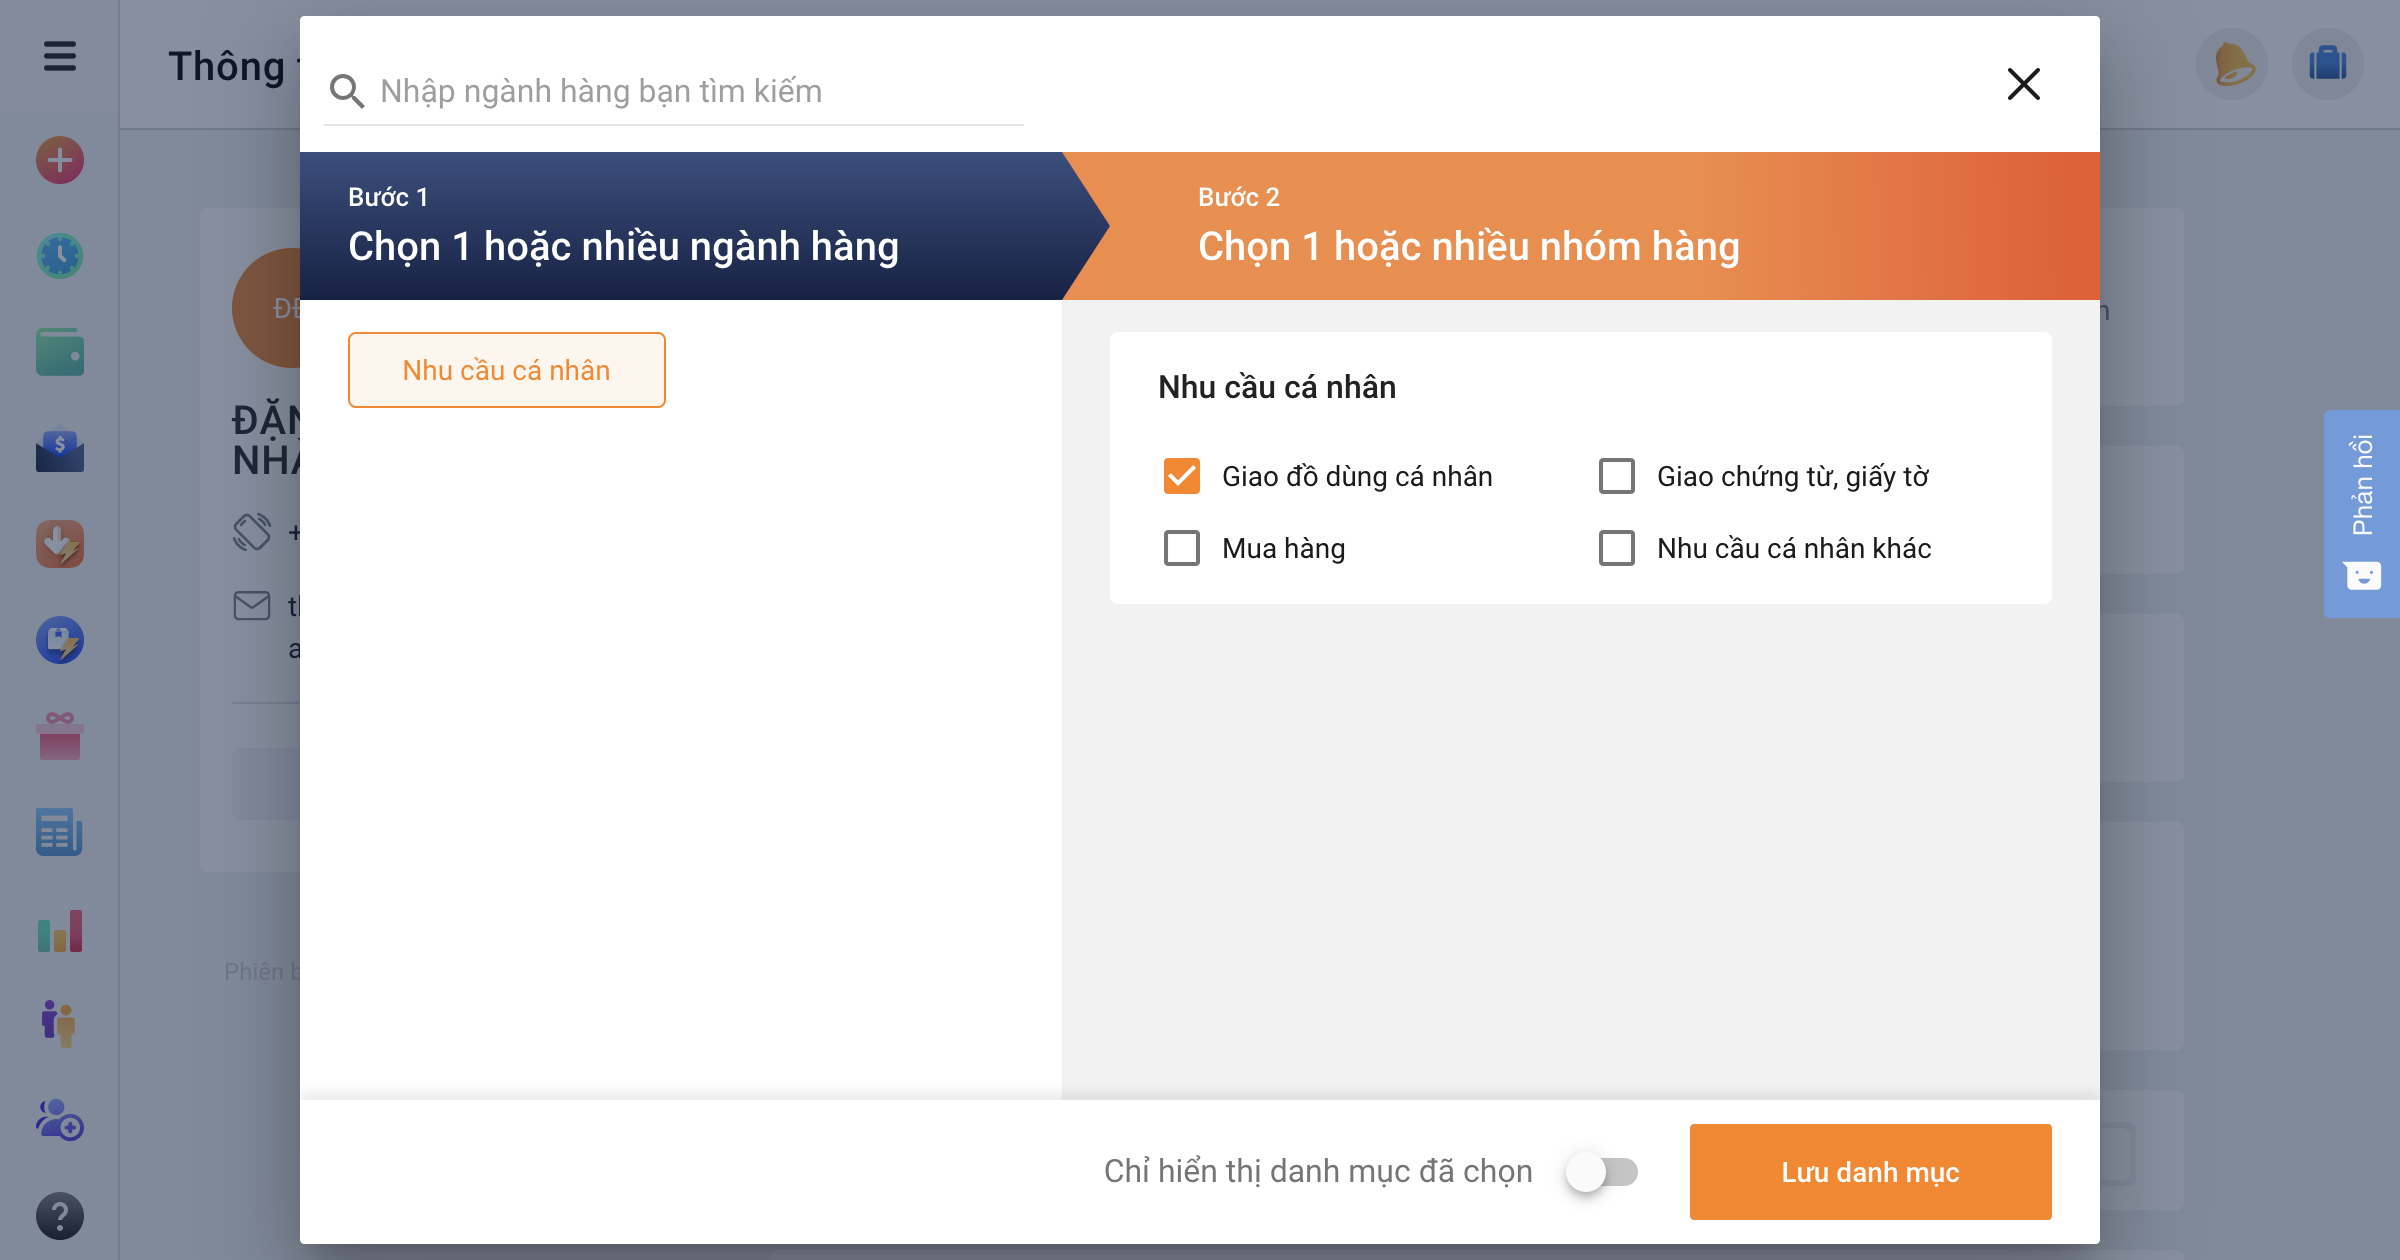 Thông
Nhập ngành hàng bạn tìm kiếm
Bước 1
Chọn 1 hoặc nhiều ngành hàng
Bước 2
Chọn 1 hoặc nhiều nhóm hàng
Nhu cầu cá nhân
Nhu cầu cá nhân
Giao đồ dùng cá nhân
Giao chứng từ, giấy tờ
Mua hàng
Nhu cầu cá nhân khác
Phiên
Phản hồi
Chỉ hiển thị danh mục đã chọn
Lưu danh mục